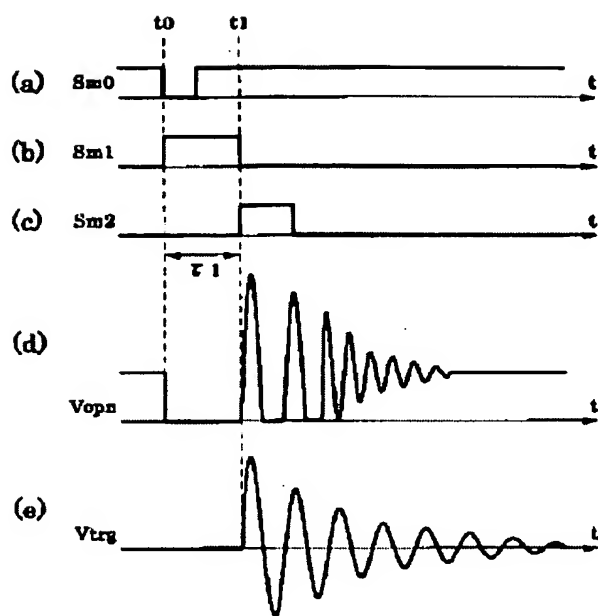 t0 t1
(a) Sm0 t
(b) Sm1 t
(c) Sm2 t
τ 1
(d)
Vopn t
(e)
Vtrg t